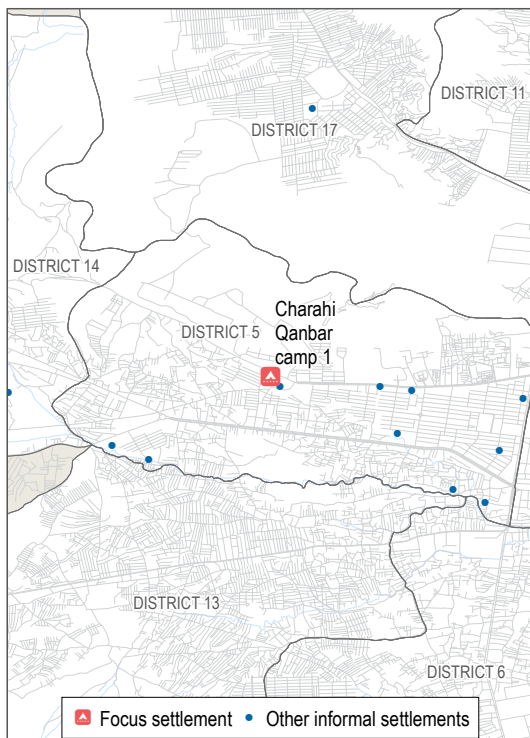 DISTRICT 11
DISTRICT 17
DISTRICT 14
Charahi
Qanbar
camp 1
DISTRICT 5
DISTRICT 13
DISTRICT 6
Focus settlement
Other informal settlements